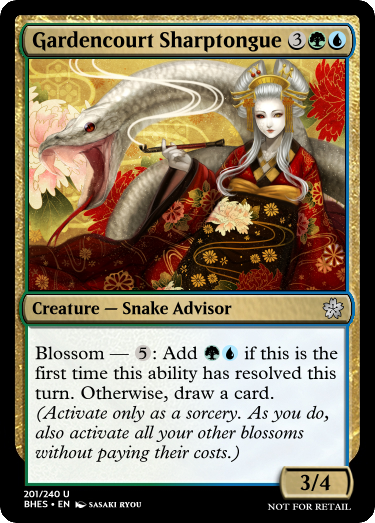 Gardencourt Sharptongue 3
Creature — Snake Advisor
Blossom — 5: Add if this is the
first time this ability has resolved this
turn. Otherwise, draw a card.
(Activate only as a sorcery. As you do,
also activate all your other blossoms
without paying their costs.)
3/4
201/240 U
BHES • EN SASAKI RYOU
NOT FOR RETAIL